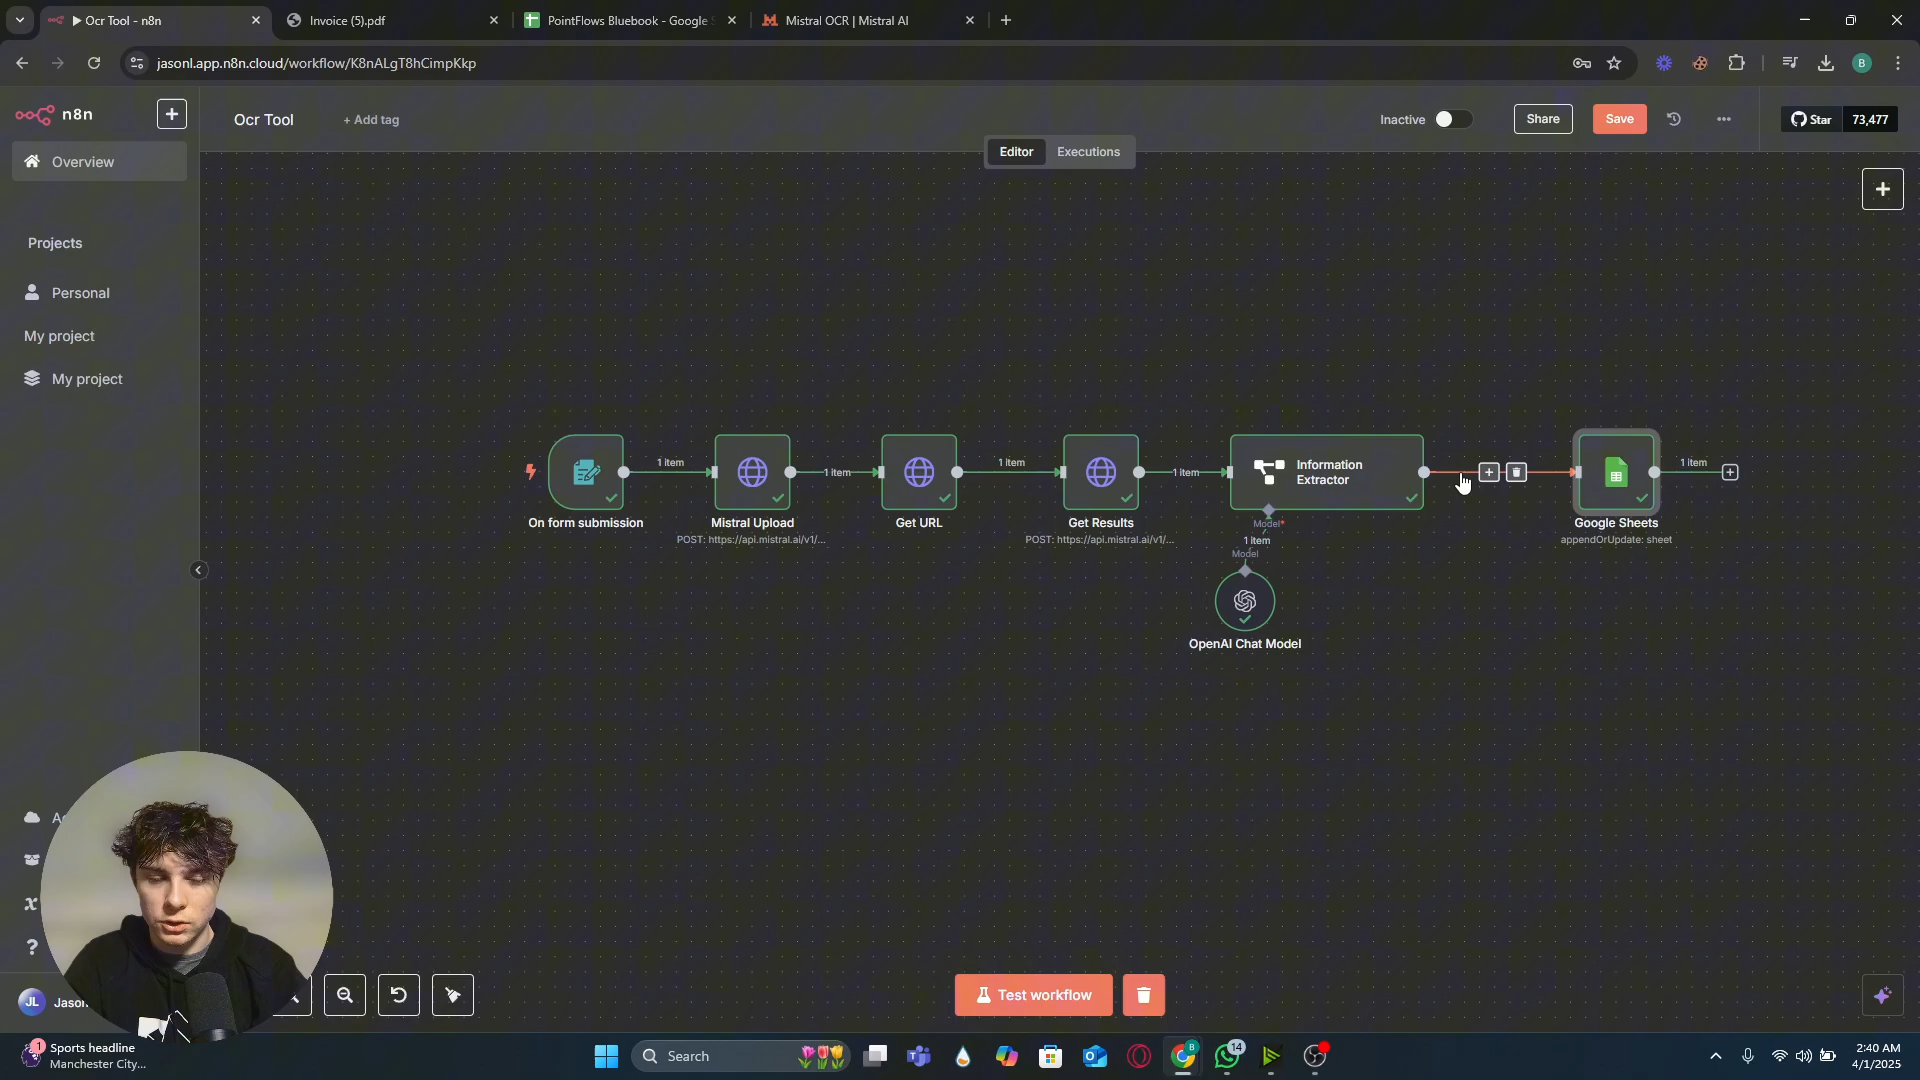 Ocr Tool - n8n
Invoice (5).pdf
PointFlows Bluebook - Google
Mistral OCR | Mistral AI
jasonl.app.n8n.cloud/workflow/K8nALgT8hCimpKkp
B
n8n
Ocr Tool
+ Add tag
Inactive
Share
Save
Star
73,477
Editor
Executions
Overview
Projects
Personal
My project
My project
1 item
1 item
1 item
1 item
1 item
Information
Extractor
On form submission
Mistral Upload
POST: https://api.mistral.ai/v1/...
Get URL
Get Results
POST: https://api.mistral.ai/v1/...
Model*
1 item
Model
OpenAI Chat Model
Google Sheets
appendOrUpdate: sheet
JL
Test workflow
1
Sports headline
Manchester City...
Search
B
14
2:40 AM
4/1/2025